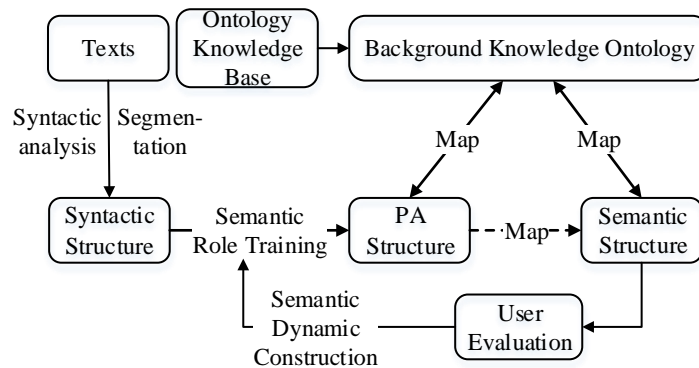 Texts
Ontology
Knowledge
Base
Background Knowledge Ontology
Syntactic
analysis
Segmen-
tation
Map
Map
Syntactic
Structure
Semantic
Role Training
PA
Structure
Map
Semantic
Structure
Semantic
Dynamic
Construction
User
Evaluation